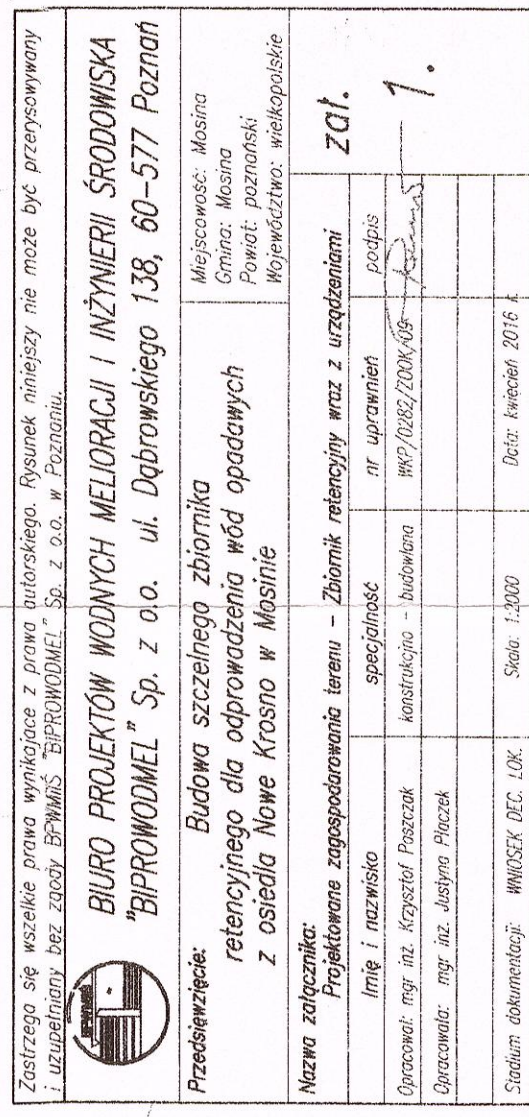 Zastrzega się wszelkie prawa wynikające z prawa autorskiego. Rysunek niniejszy nie może być przerysowywany
i uzupełniany bez zgody BPWMiIŚ "BIPROWODMEL" Sp. z o.o. w Poznaniu.
BIURO PROJEKTÓW WODNYCH MELIORACJI I INŻYNIERII ŚRODOWISKA
"BIPROWODMEL" Sp. z o.o. ul. Dąbrowskiego 138, 60-577 Poznań
Przedsięwzięcie: Budowa szczelnego zbiornika
retencyjnego dla odprowadzenia wód opadawych
z osiedla Nowe Krosno w Mosinie
Miejscowość: Mosina
Gmina: Mosina
Powiat: poznański
Województwo: wielkopolskie
Nazwa załącznika:
Projektowane zagospodarowania terenu - Zbiornik retencyjny wraz z urządzeniami
zał.
1.
Imię i nazwisko specjalność nr uprawnień podpis
Opracował: mgr inż. Krzysztof Paszczak konstrukcjno - budowlana WKP/0282/ZOOK/09
Opracowała: mgr inż. Justyna Płaczek
Stadium dokumentacji: WNIOSEK DEC. LOK. Skala: 1:2000 Data: kwiecień 2016 r.